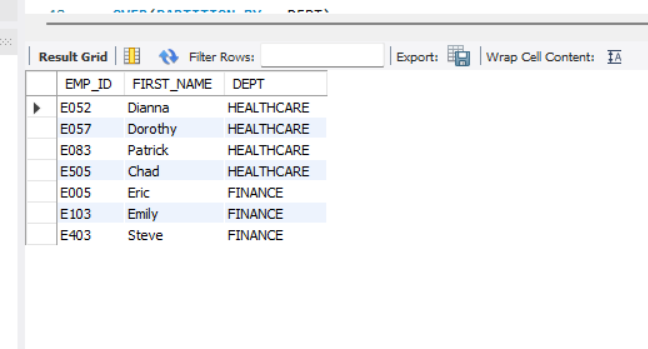 Result Grid Filter Rows: Export: Wrap Cell Content:
EMP_ID FIRST_NAME DEPT
E052 Dianna HEALTHCARE
E057 Dorothy HEALTHCARE
E083 Patrick HEALTHCARE
E505 Chad HEALTHCARE
E005 Eric FINANCE
E103 Emily FINANCE
E403 Steve FINANCE